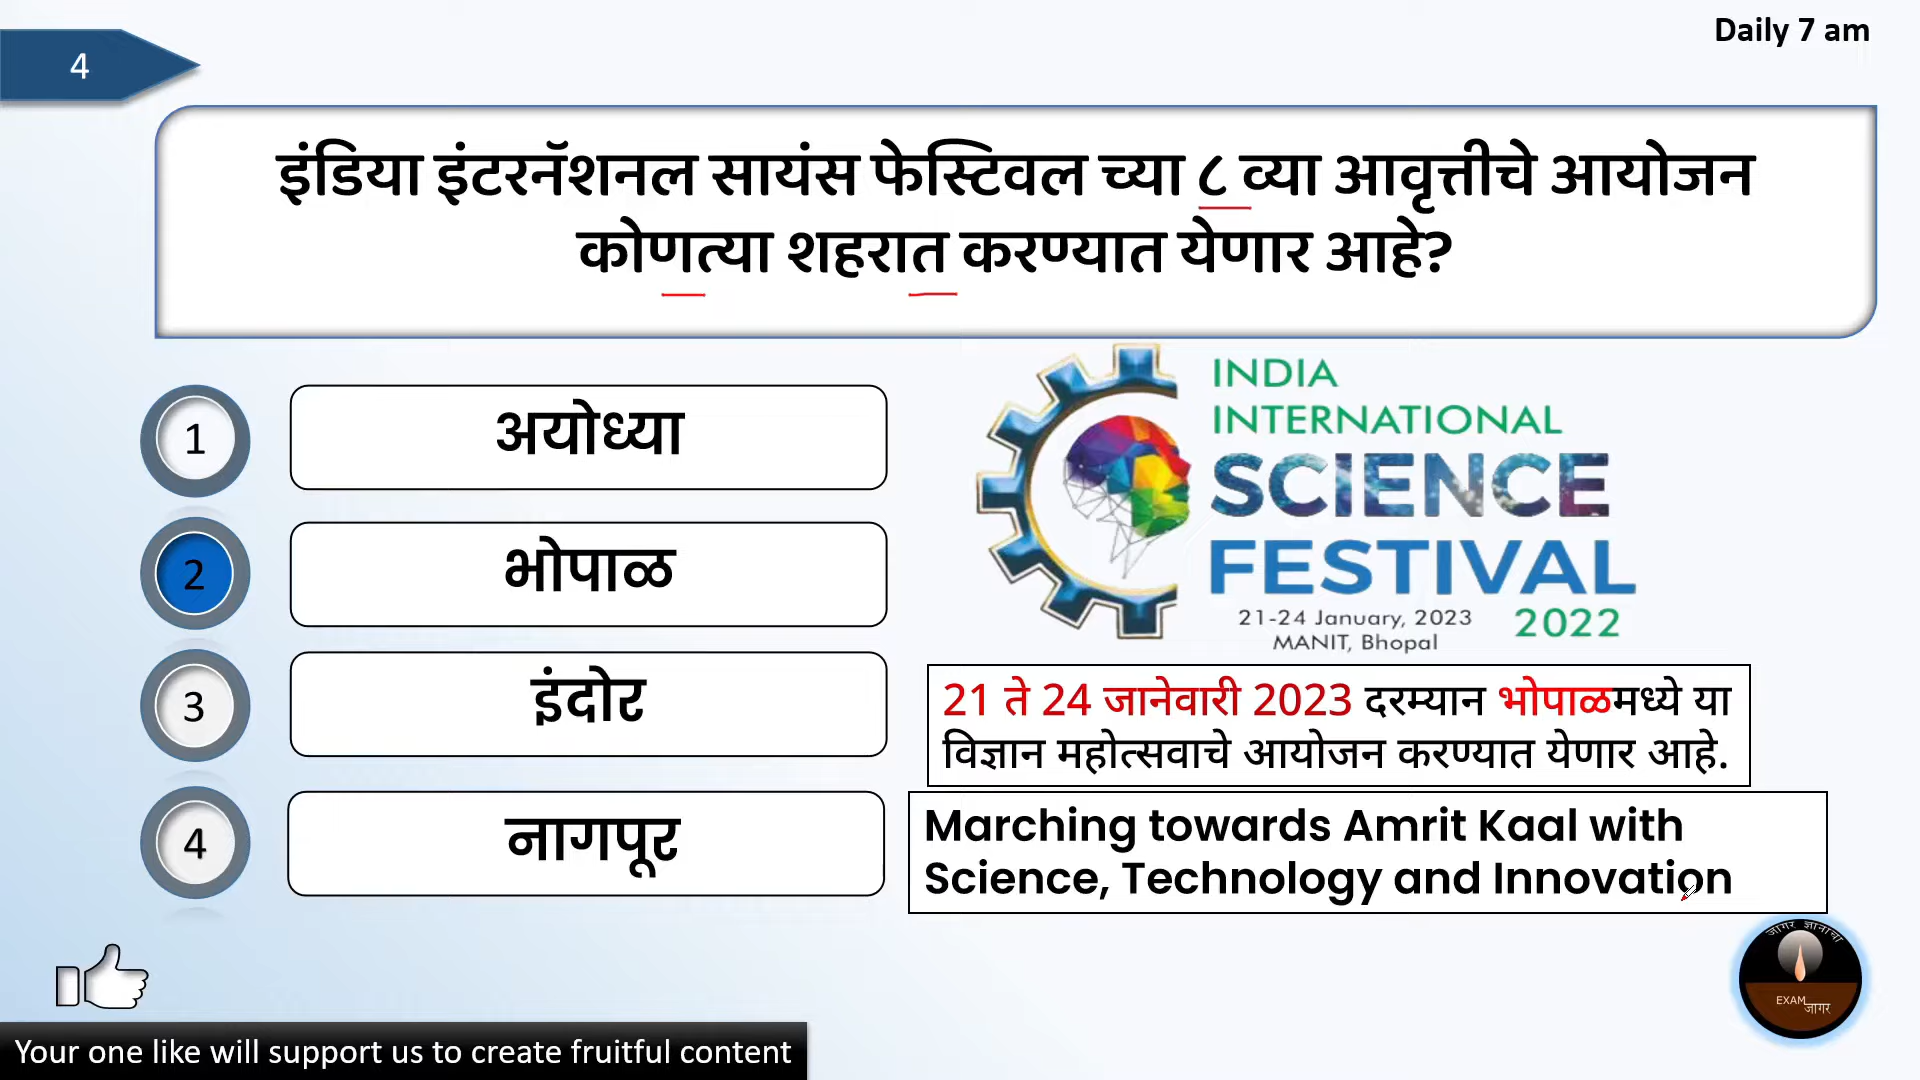 Daily 7 am
4
इंडिया इंटरनॅशनल सायंस फेस्टिवल च्या ८ व्या आवृत्तीचे आयोजन
कोणत्या शहरात करण्यात येणार आहे?
1
अयोध्या
2
भोपाळ
3
इंदोर
4
नागपूर
INDIA
INTERNATIONAL
SCIENCE
FESTIVAL
21-24 January, 2023
MANIT, Bhopal
2022
21 ते 24 जानेवारी 2023 दरम्यान भोपाळमध्ये या
विज्ञान महोत्सवाचे आयोजन करण्यात येणार आहे.
Marching towards Amrit Kaal with
Science, Technology and Innovation
जागर ज्ञानाचा
EXAM जागर
Your one like will support us to create fruitful content